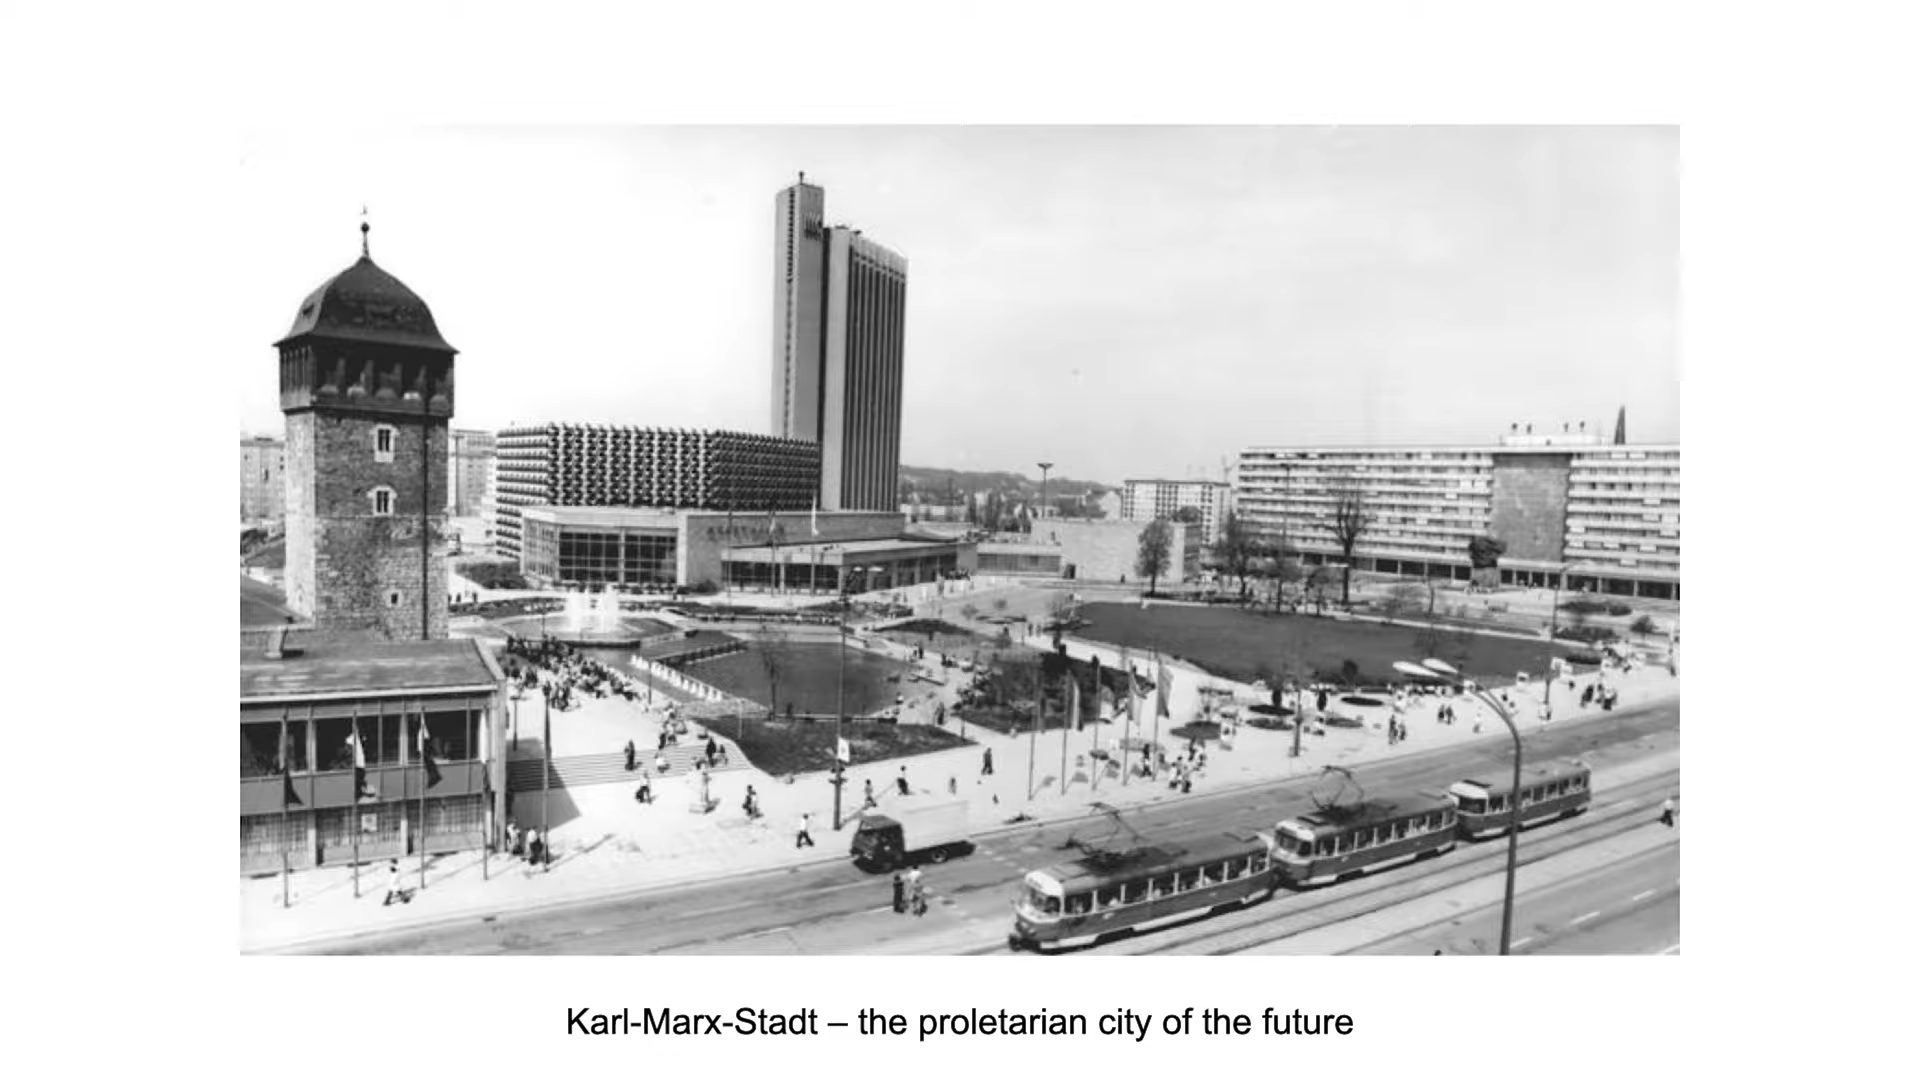 Karl-Marx-Stadt – the proletarian city of the future